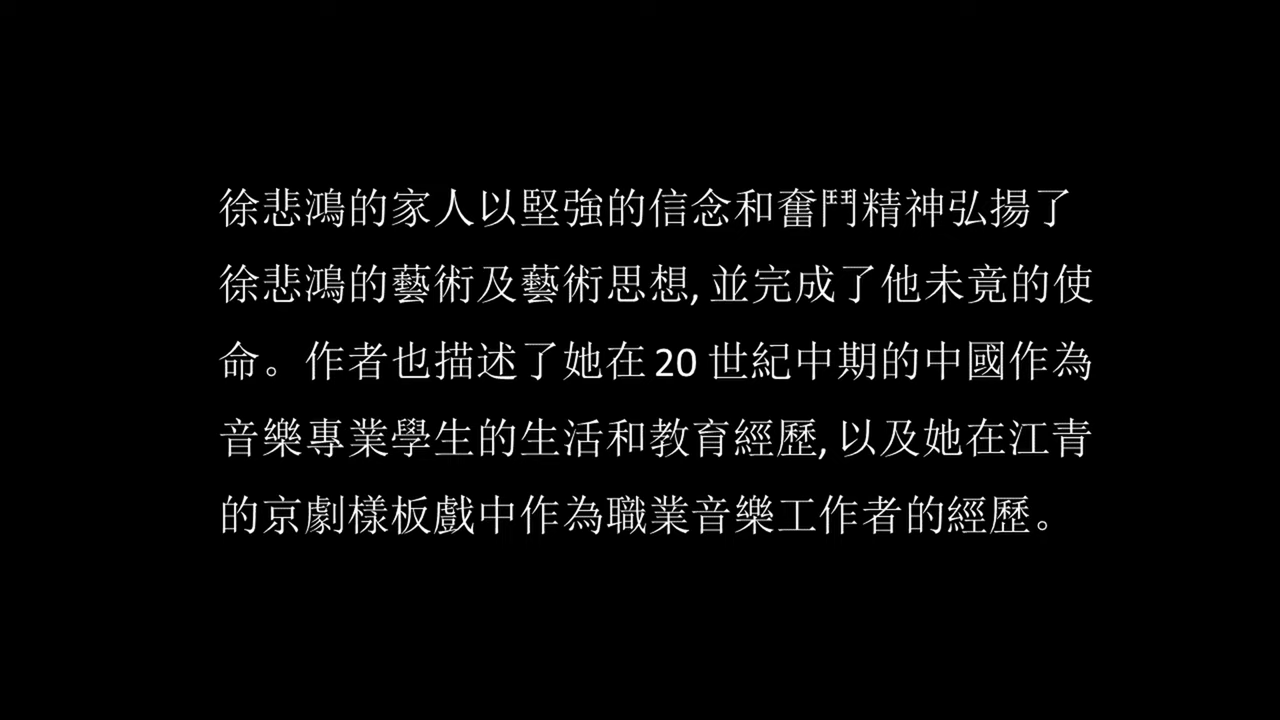 徐悲鴻的家人以堅強的信念和奮鬥精神弘揚了
徐悲鴻的藝術及藝術思想, 並完成了他未竟的使
命。作者也描述了她在 20 世紀中期的中國作為
音樂專業學生的生活和教育經歷, 以及她在江青
的京劇樣板戲中作為職業音樂工作者的經歷。